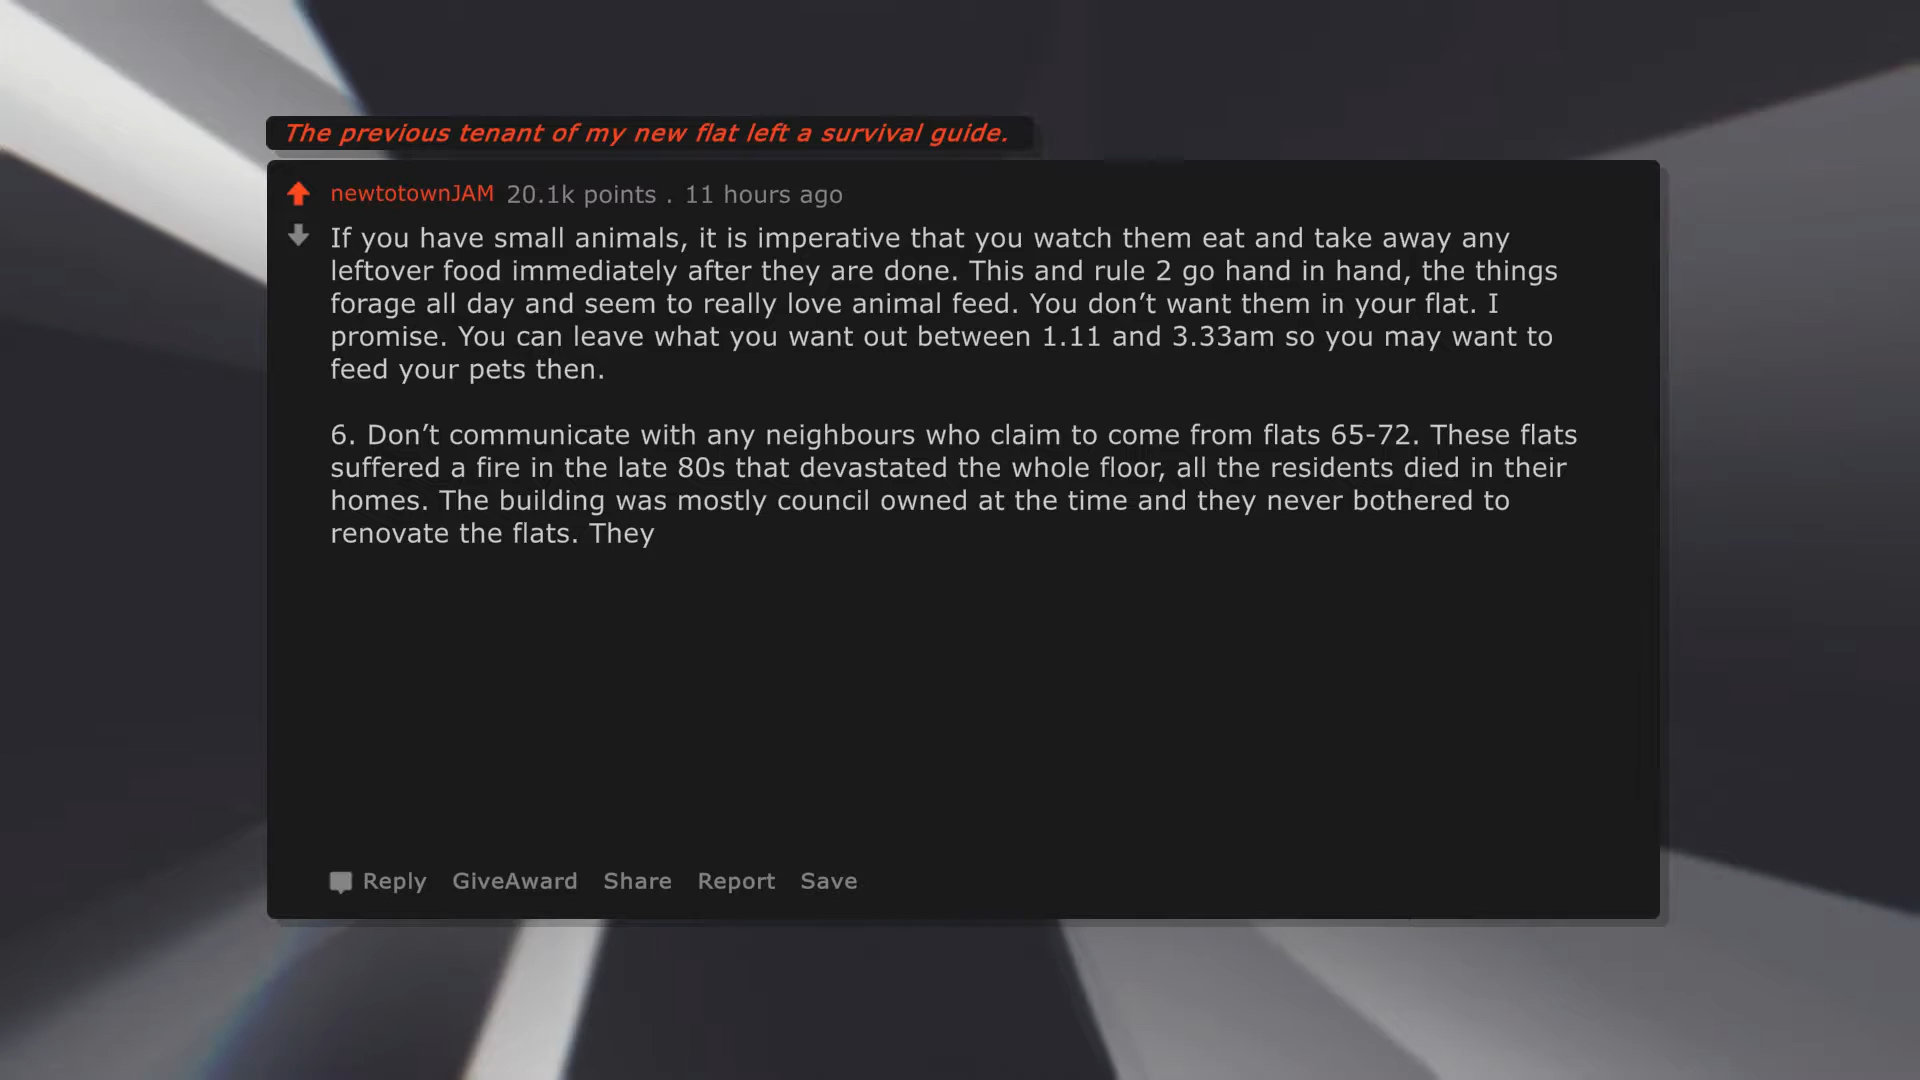 The previous tenant of my new flat left a survival guide.
newtotownJAM 20.1k points . 11 hours ago
If you have small animals, it is imperative that you watch them eat and take away any
leftover food immediately after they are done. This and rule 2 go hand in hand, the things
forage all day and seem to really love animal feed. You don’t want them in your flat. I
promise. You can leave what you want out between 1.11 and 3.33am so you may want to
feed your pets then.
6. Don’t communicate with any neighbours who claim to come from flats 65-72. These flats
suffered a fire in the late 80s that devastated the whole floor, all the residents died in their
homes. The building was mostly council owned at the time and they never bothered to
renovate the flats. They
Reply GiveAward Share Report Save